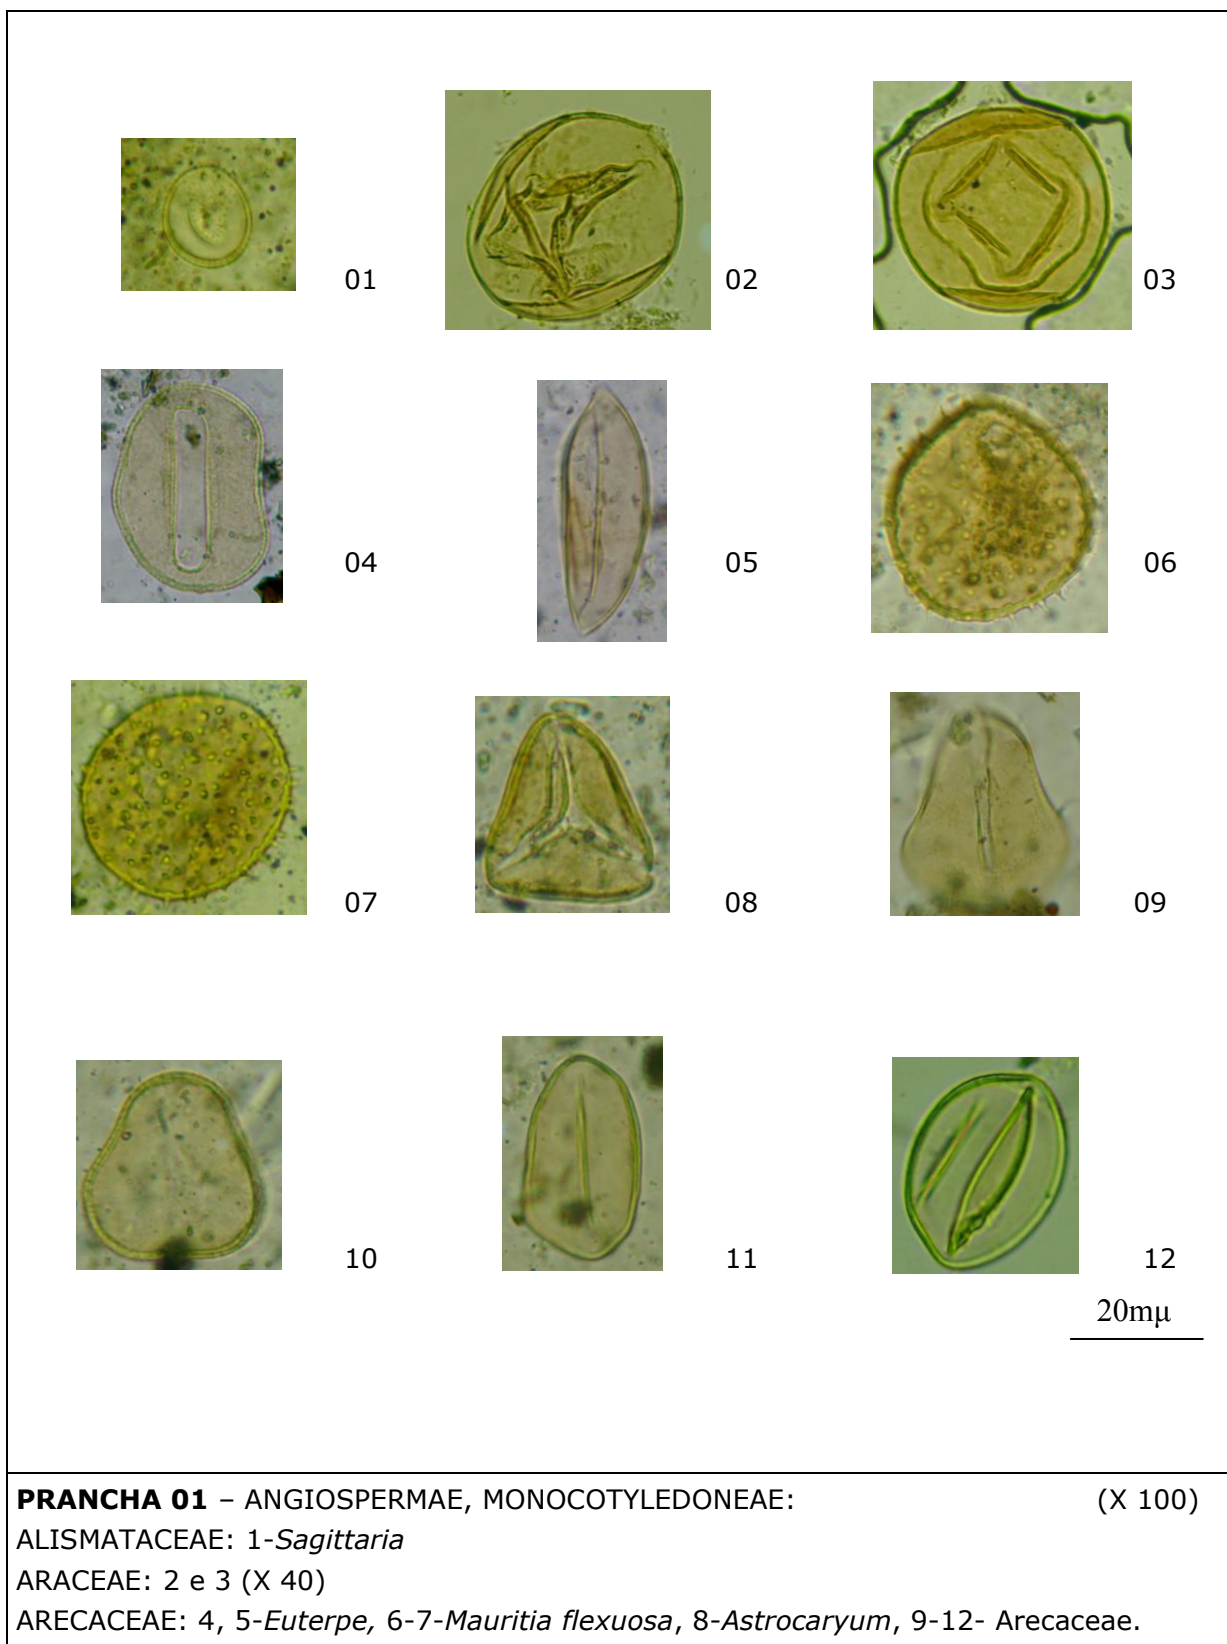 01
02
03
04
05
06
07
08
09
10
11
12
20mμ
PRANCHA 01 – ANGIOSPERMAE, MONOCOTYLEDONEAE: (X 100)
ALISMATACEAE: 1-Sagittaria
ARACEAE: 2 e 3 (X 40)
ARECACEAE: 4, 5-Euterpe, 6-7-Mauritia flexuosa, 8-Astrocaryum, 9-12- Arecaceae.